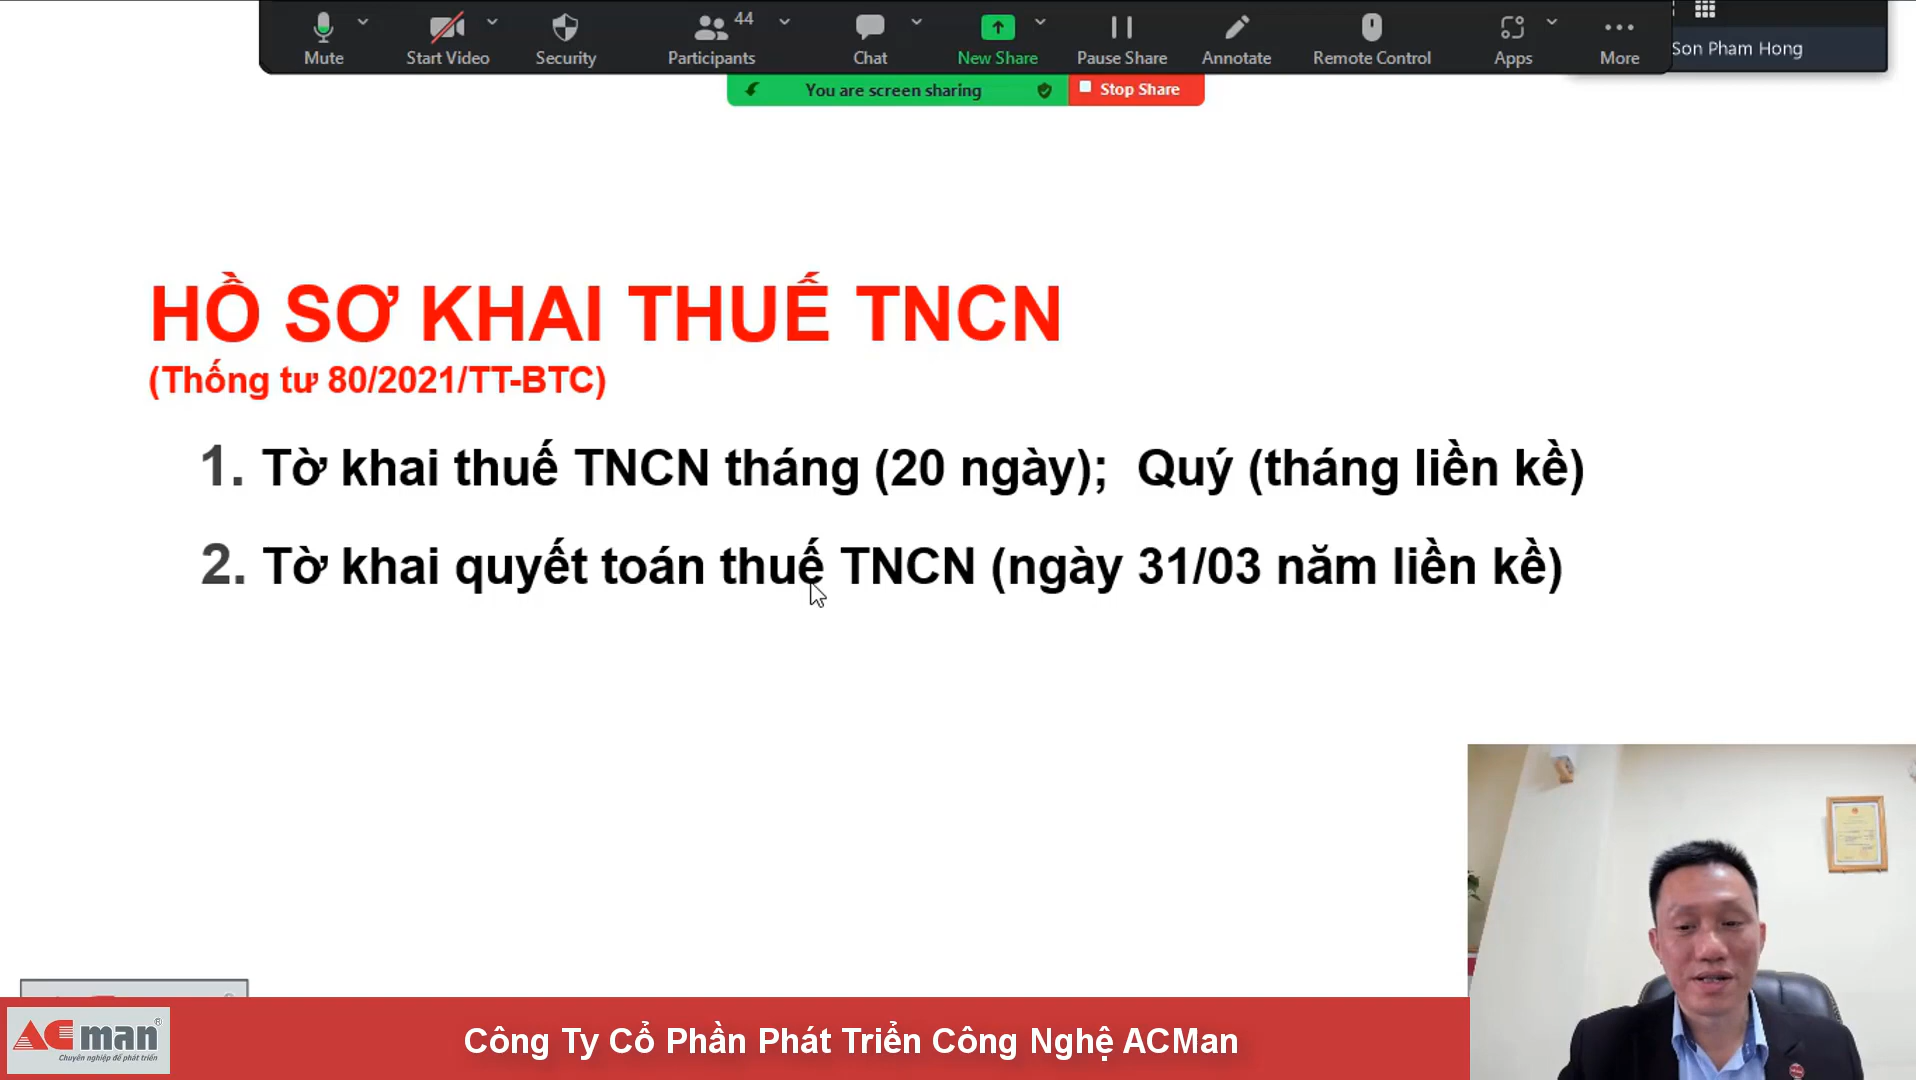 44
Mute
Start Video
Security
Participants
Chat
New Share
Pause Share
Annotate
Remote Control
Apps
More
Son Pham Hong
You are screen sharing
Stop Share
HỒ SƠ KHAI THUẾ TNCN
(Thống tư 80/2021/TT-BTC)
1. Tờ khai thuế TNCN tháng (20 ngày);  Quý (tháng liền kề)
2. Tờ khai quyết toán thuế TNCN (ngày 31/03 năm liền kề)
ACman®
Chuyên nghiệp để phát triển
Công Ty Cổ Phần Phát Triển Công Nghệ ACMan